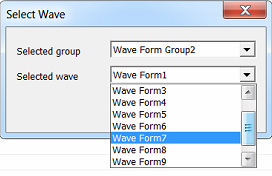 Select Wave
Selected group Wave Form Group2
Selected wave Wave Form1
Wave Form3
Wave Form4
Wave Form5
Wave Form6
Wave Form7
Wave Form8
Wave Form9